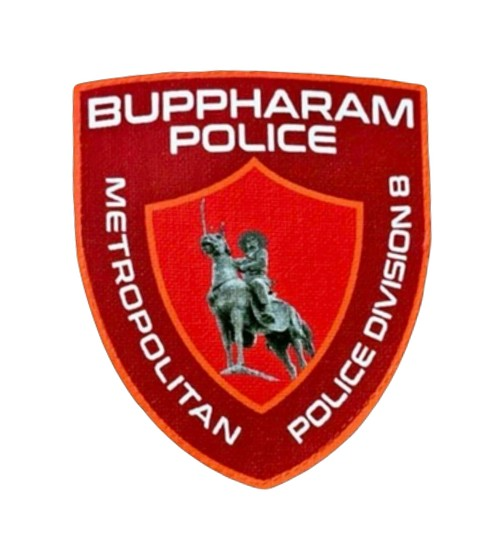 BUPPHARAM
POLICE
METROPOLITAN
POLICE DIVISION 8